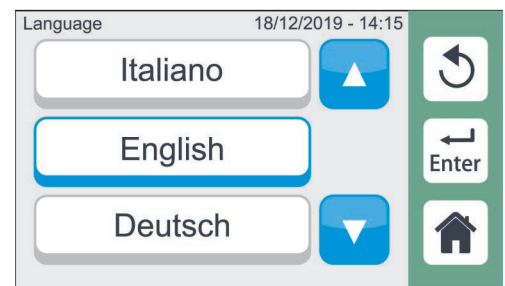 Language 18/12/2019 - 14:15
Italiano
English
Enter
Deutsch